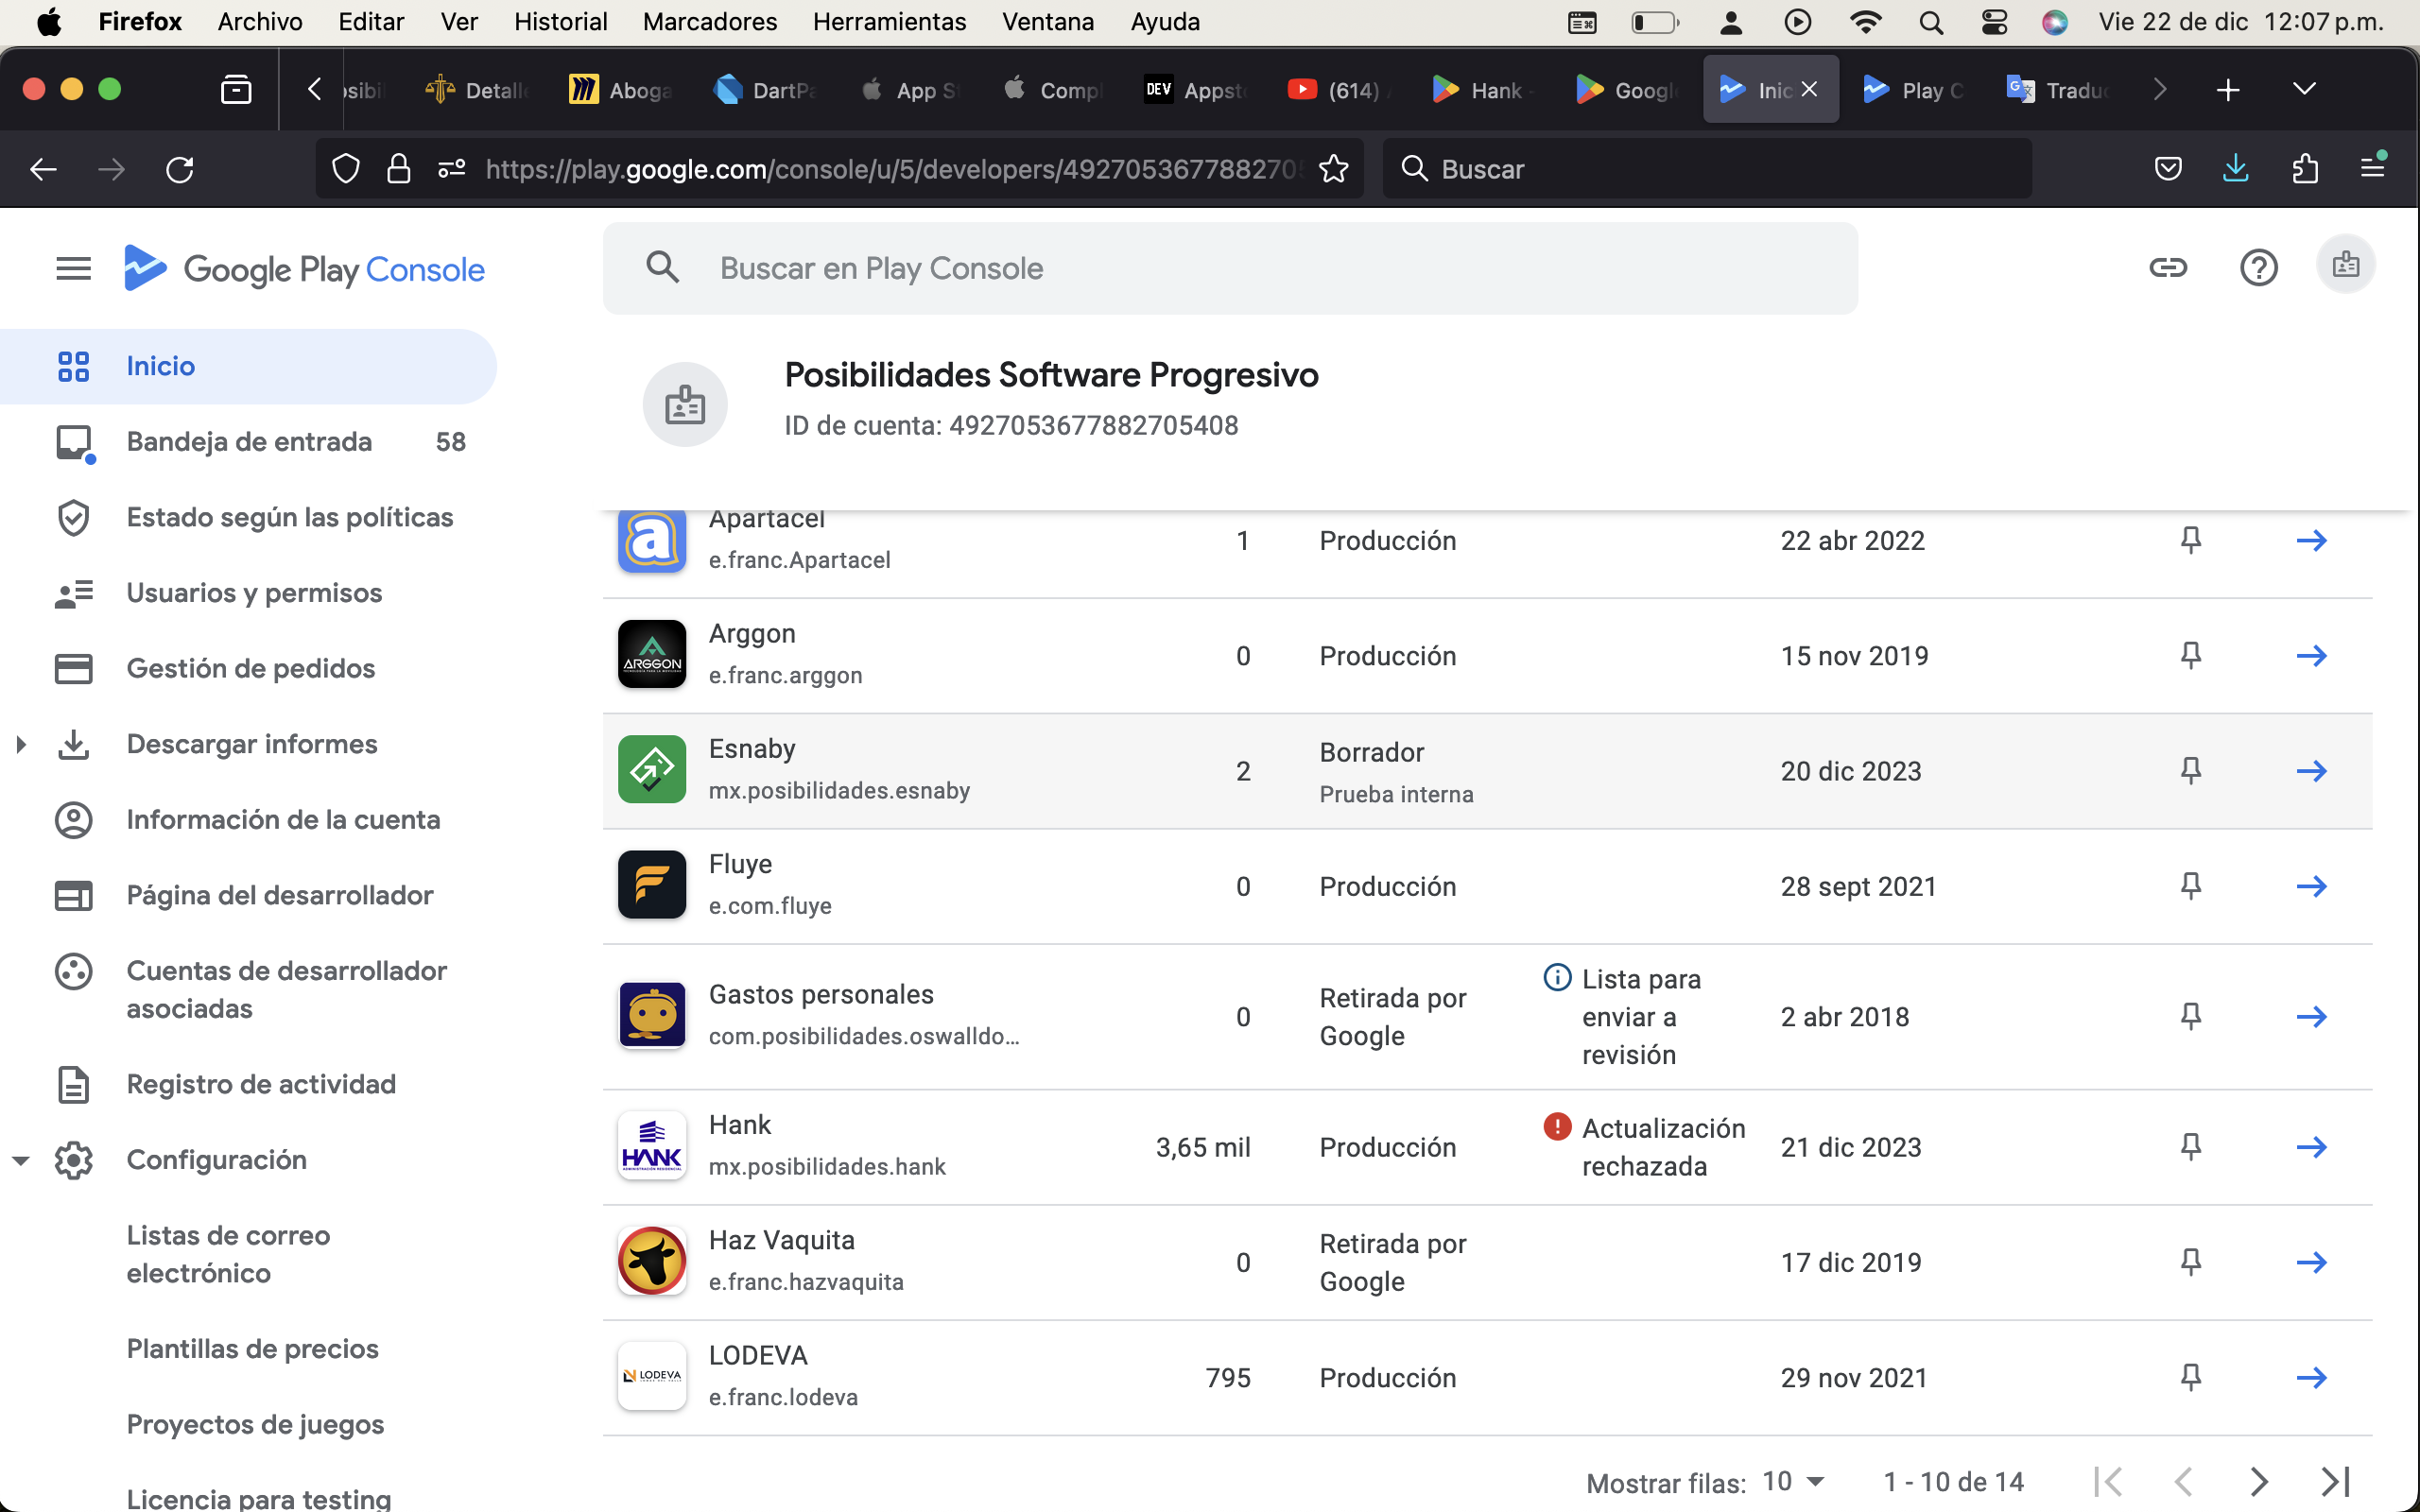 Firefox Archivo Editar Ver Historial Marcadores Herramientas Ventana Ayuda Vie 22 de dic 12:07 p.m.
Detalle Aboga DartPa App S Compl DEV Appst (614) Hank - Googl Inic Play C Traduc
https://play.google.com/console/u/5/developers/492705367788270 Buscar
Google Play Console
Buscar en Play Console
Posibilidades Software Progresivo
ID de cuenta: 4927053677882705408
Inicio
Bandeja de entrada 58
Estado según las políticas
Usuarios y permisos
Gestión de pedidos
Descargar informes
Información de la cuenta
Página del desarrollador
Cuentas de desarrollador
asociadas
Registro de actividad
Configuración
Listas de correo
electrónico
Plantillas de precios
Proyectos de juegos
Licencia para testing
Apartacel
e.franc.Apartacel
1 Producción 22 abr 2022
ARGGON
Arggon
e.franc.arggon
0 Producción 15 nov 2019
Esnaby
mx.posibilidades.esnaby
2 Borrador
Prueba interna
20 dic 2023
Fluye
e.com.fluye
0 Producción 28 sept 2021
Gastos personales
com.posibilidades.oswalldo...
0 Retirada por
Google
Lista para
enviar a
revisión
2 abr 2018
HANK
Hank
mx.posibilidades.hank
3,65 mil Producción
Actualización
rechazada
21 dic 2023
Haz Vaquita
e.franc.hazvaquita
0 Retirada por
Google
17 dic 2019
LODEVA
LODEVA
e.franc.lodeva
795 Producción 29 nov 2021
Mostrar filas: 10 1 - 10 de 14